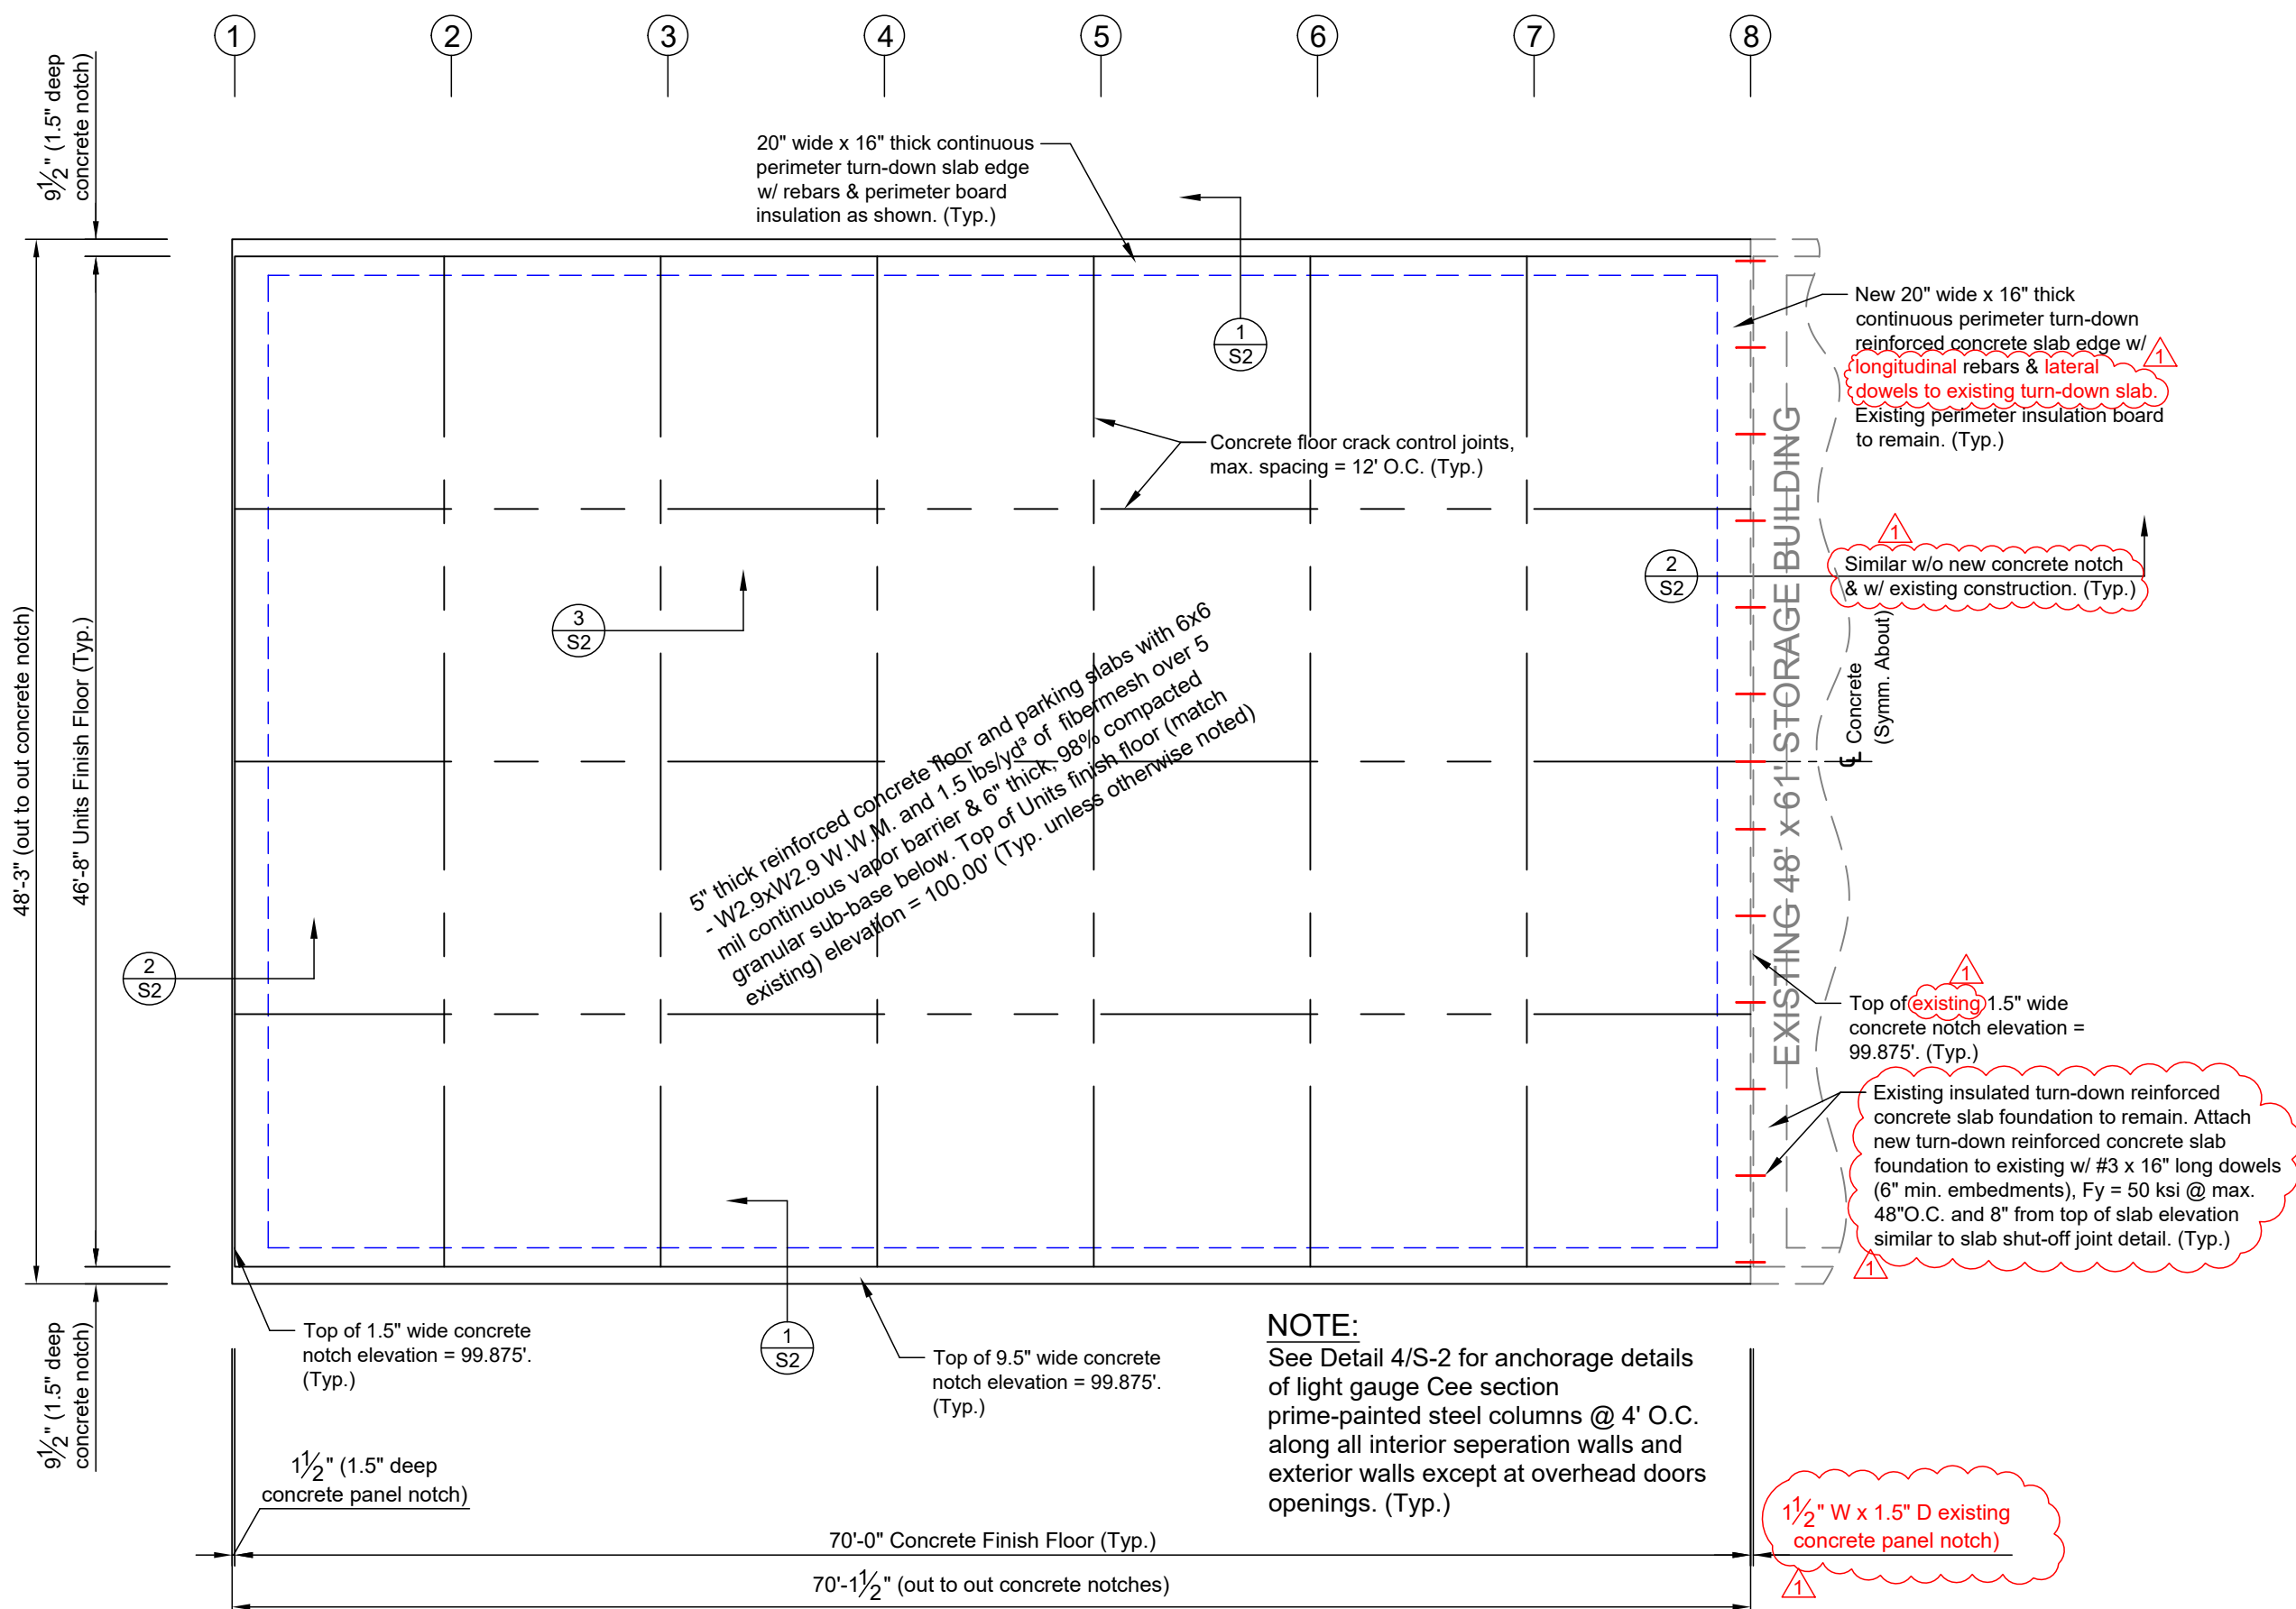 1 2 3 4 5 6 7 8
9½" (1.5" deep
concrete notch)
20" wide x 16" thick continuous
perimeter turn-down slab edge
w/ rebars & perimeter board
insulation as shown. (Typ.)
1
S2
New 20" wide x 16" thick
continuous perimeter turn-down
reinforced concrete slab edge w/
longitudinal rebars & lateral
dowels to existing turn-down slab.
Existing perimeter insulation board
to remain. (Typ.)
1
Concrete floor crack control joints,
max. spacing = 12' O.C. (Typ.)
1
Similar w/o new concrete notch
& w/ existing construction. (Typ.)
2
S2
3
S2
48'-3" (out to out concrete notch)
46'-8" Units Finish Floor (Typ.)
5" thick reinforced concrete floor and parking slabs with 6x6
- W2.9xW2.9 W.W.M. and 1.5 lbs/yd³ of fibermesh over 5
mil continuous vapor barrier & 6" thick, 98% compacted
granular sub-base below. Top of Units finish floor (match
existing) elevation = 100.00' (Typ. unless otherwise noted)
EXISTING 48' x 61' STORAGE BUILDING
℄ Concrete
(Symm. About)
2
S2
1
Top of existing 1.5" wide
concrete notch elevation =
99.875'. (Typ.)
Existing insulated turn-down reinforced
concrete slab foundation to remain. Attach
new turn-down reinforced concrete slab
foundation to existing w/ #3 x 16" long dowels
(6" min. embedments), Fy = 50 ksi @ max.
48"O.C. and 8" from top of slab elevation
similar to slab shut-off joint detail. (Typ.)
1
9½" (1.5" deep
concrete notch)
Top of 1.5" wide concrete
notch elevation = 99.875'.
(Typ.)
1
S2
Top of 9.5" wide concrete
notch elevation = 99.875'.
(Typ.)
NOTE:
See Detail 4/S-2 for anchorage details
of light gauge Cee section
prime-painted steel columns @ 4' O.C.
along all interior seperation walls and
exterior walls except at overhead doors
openings. (Typ.)
1½" (1.5" deep
concrete panel notch)
1½" W x 1.5" D existing
concrete panel notch)
1
70'-0" Concrete Finish Floor (Typ.)
70'-1½" (out to out concrete notches)